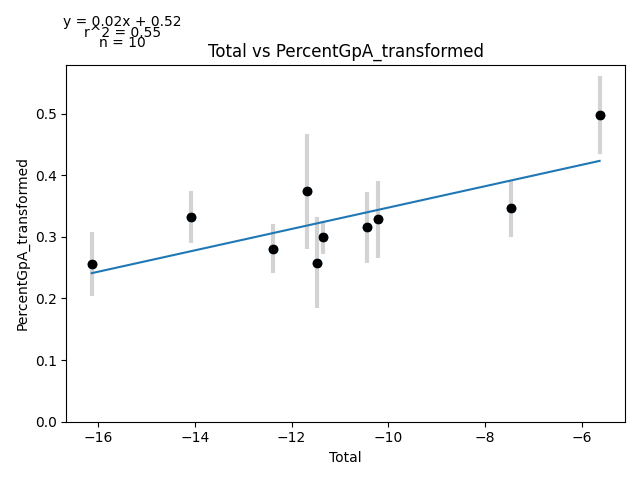 y = 0.02x + 0.52
r^2 = 0.55
n = 10
Total vs PercentGpA_transformed
PercentGpA_transformed
0.5
0.4
0.3
0.2
0.1
0.0
−16
−14
−12
−10
−8
−6
Total